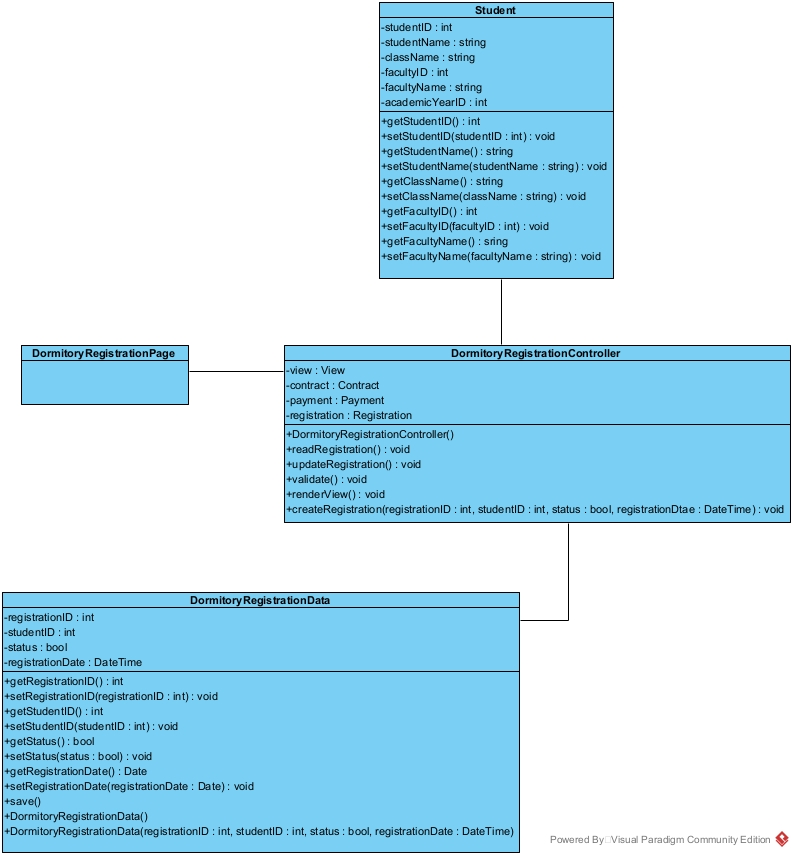 Student
-studentID : int
-studentName : string
-className : string
-facultyID : int
-facultyName : string
-academicYearID : int
+getStudentID() : int
+setStudentID(studentID : int) : void
+getStudentName() : string
+setStudentName(studentName : string) : void
+getClassName() : string
+setClassName(className : string) : void
+getFacultyID() : int
+setFacultyID(facultyID : int) : void
+getFacultyName() : sring
+setFacultyName(facultyName : string) : void
DormitoryRegistrationPage
DormitoryRegistrationController
-view : View
-contract : Contract
-payment : Payment
-registration : Registration
+DormitoryRegistrationController()
+readRegistration() : void
+updateRegistration() : void
+validate() : void
+renderView() : void
+createRegistration(registrationID : int, studentID : int, status : bool, registrationDtae : DateTime) : void
DormitoryRegistrationData
-registrationID : int
-studentID : int
-status : bool
-registrationDate : DateTime
+getRegistrationID() : int
+setRegistrationID(registrationID : int) : void
+getStudentID() : int
+setStudentID(studentID : int) : void
+getStatus() : bool
+setStatus(status : bool) : void
+getRegistrationDate() : Date
+setRegistrationDate(registrationDate : Date) : void
+save()
+DormitoryRegistrationData()
+DormitoryRegistrationData(registrationID : int, studentID : int, status : bool, registrationDate : DateTime)
Powered By Visual Paradigm Community Edition